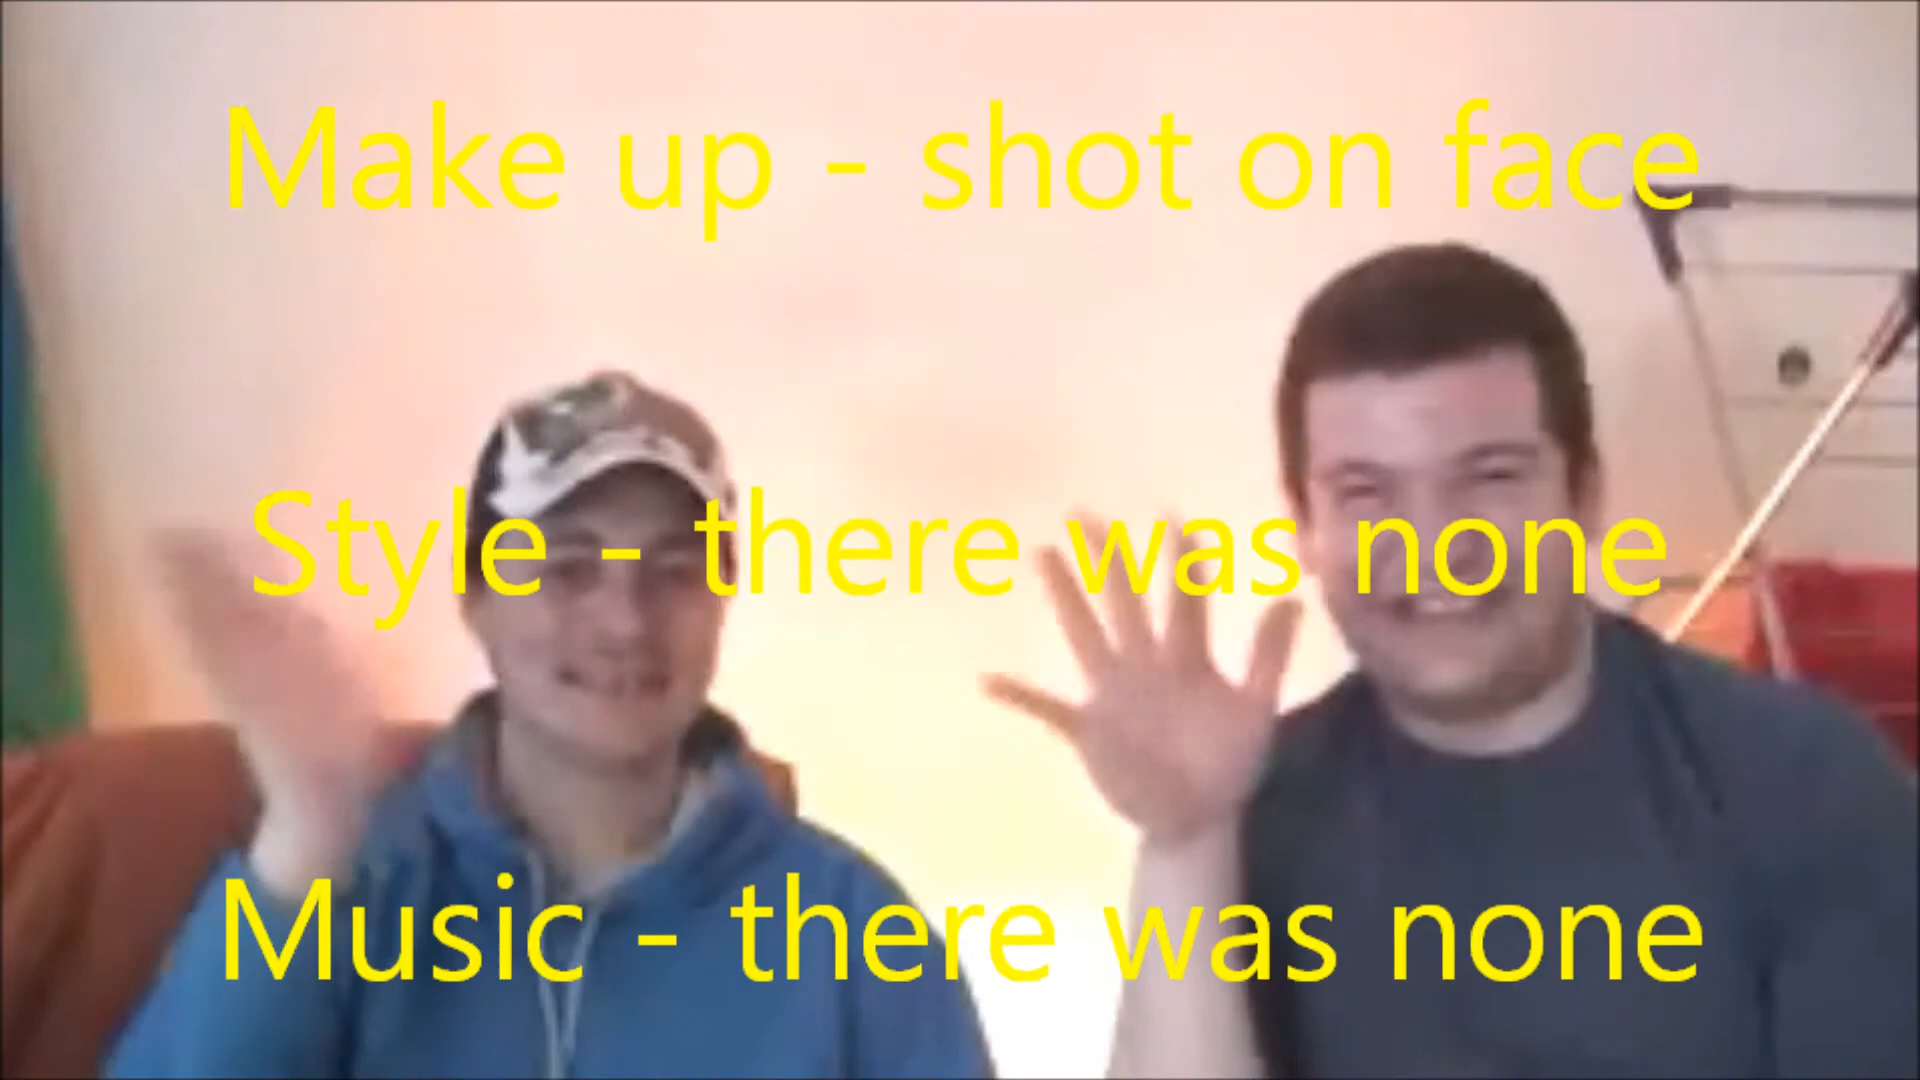 Make up - shot on face
Style - there was none
Music - there was none